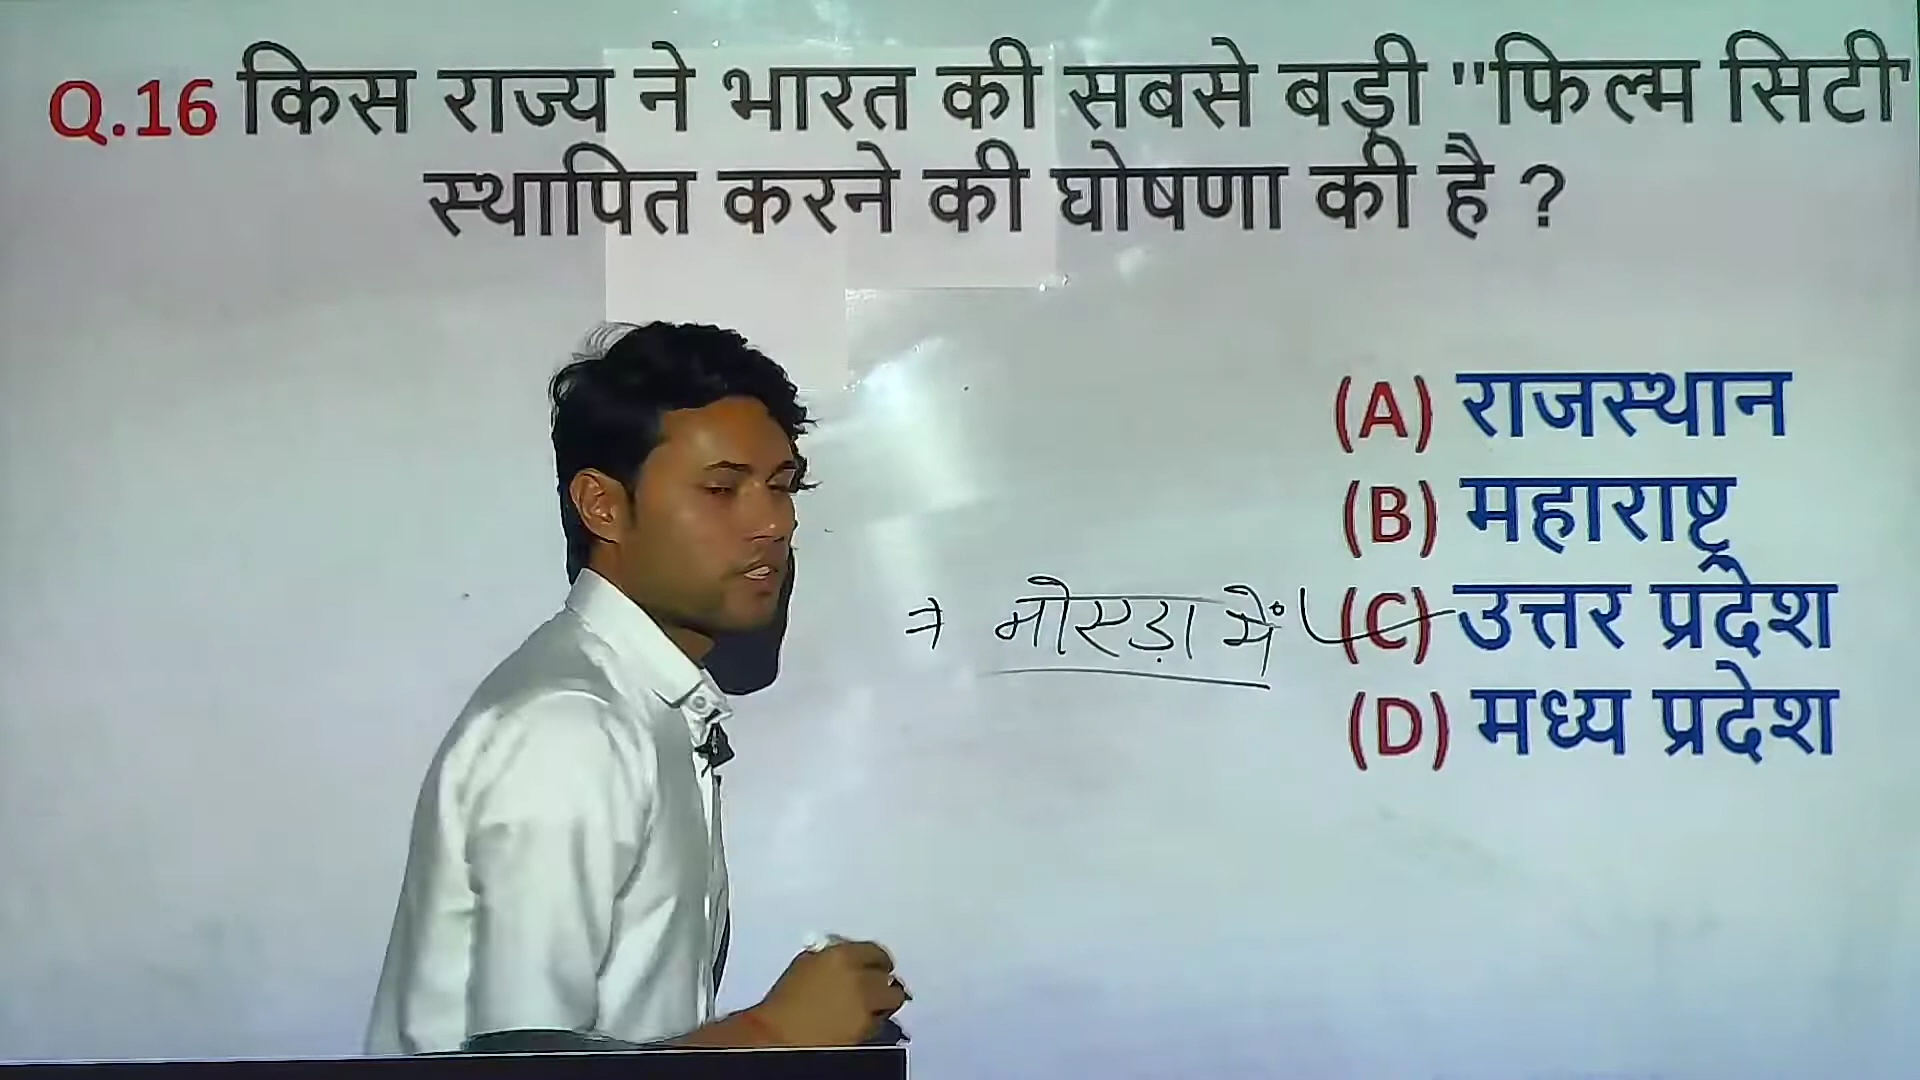 Q.16 किस राज्य ने भारत की सबसे बड़ी "फिल्म सिटी'
स्थापित करने की घोषणा की है ?
(A) राजस्थान
(B) महाराष्ट्र
⇒ नोएडा में (C) उत्तर प्रदेश
(D) मध्य प्रदेश